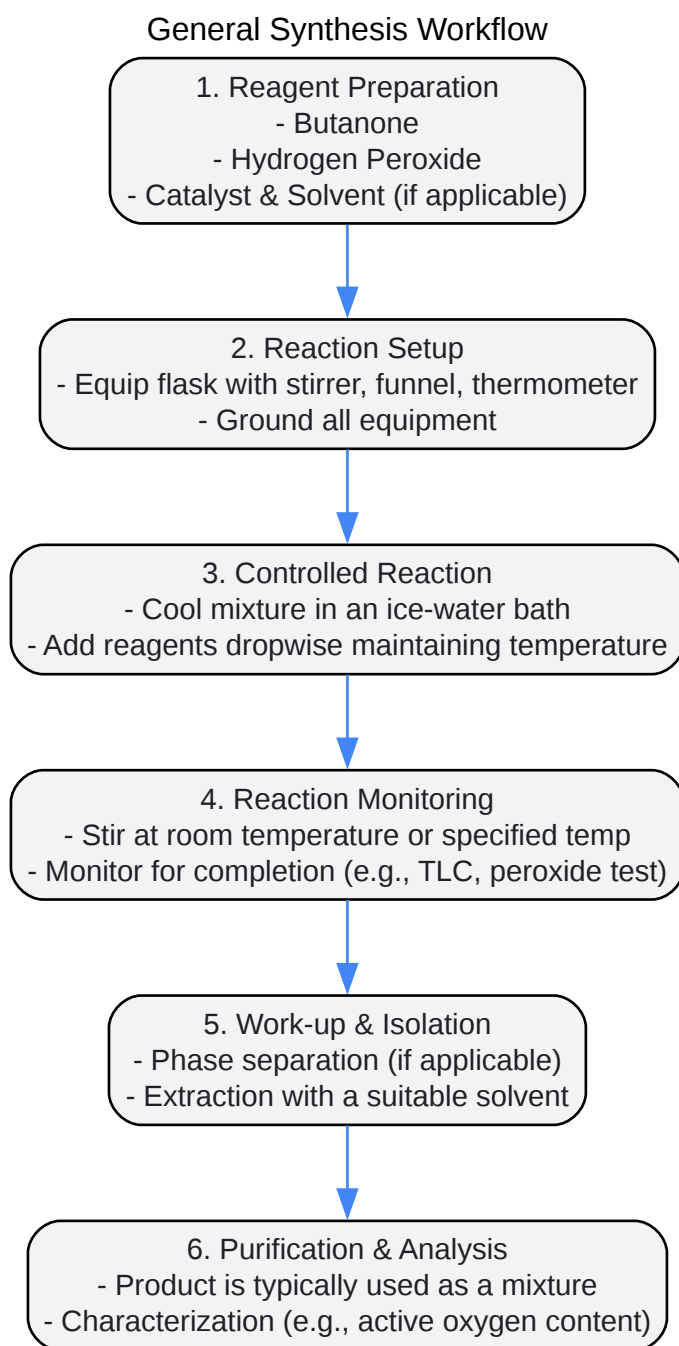 General Synthesis Workflow
1. Reagent Preparation
- Butanone
- Hydrogen Peroxide
- Catalyst & Solvent (if applicable)
2. Reaction Setup
- Equip flask with stirrer, funnel, thermometer
- Ground all equipment
3. Controlled Reaction
- Cool mixture in an ice-water bath
- Add reagents dropwise maintaining temperature
4. Reaction Monitoring
- Stir at room temperature or specified temp
- Monitor for completion (e.g., TLC, peroxide test)
5. Work-up & Isolation
- Phase separation (if applicable)
- Extraction with a suitable solvent
6. Purification & Analysis
- Product is typically used as a mixture
- Characterization (e.g., active oxygen content)